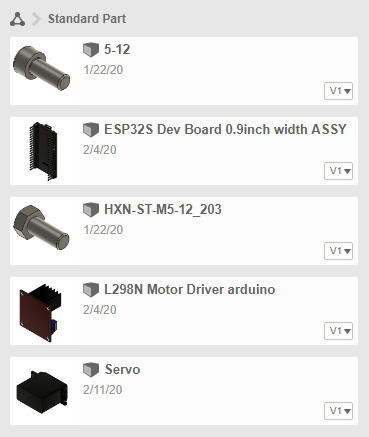 Standard Part
5-12
1/22/20
V1
ESP32S Dev Board 0.9inch width ASSY
2/4/20
V1
HXN-ST-M5-12_203
1/22/20
V1
L298N Motor Driver arduino
2/4/20
V1
Servo
2/11/20
V1